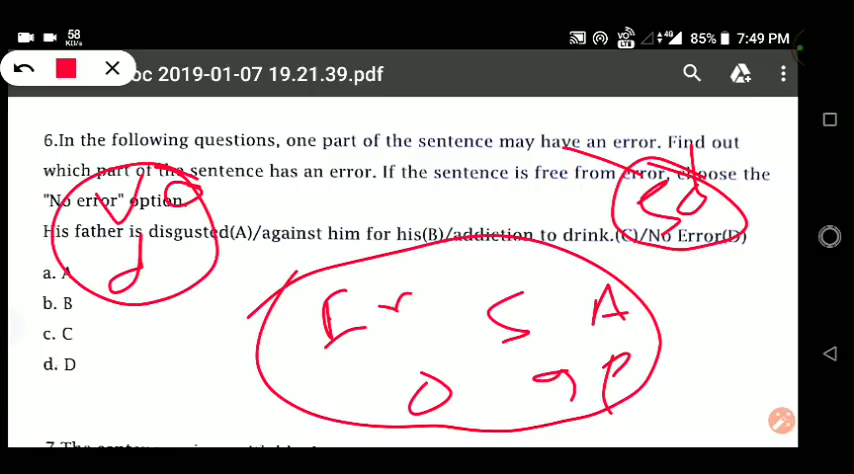 58
KB/s
4G
VO
LTE
85% 7:49 PM
oc 2019-01-07 19.21.39.pdf
6.In the following questions, one part of the sentence may have an error. Find out
which part of the sentence has an error. If the sentence is free from error, choose the
"No error" option.
His father is disgusted(A)/against him for his(B)/addiction to drink.(C)/No Error(D)
a. A
b. B
c. C
d. D